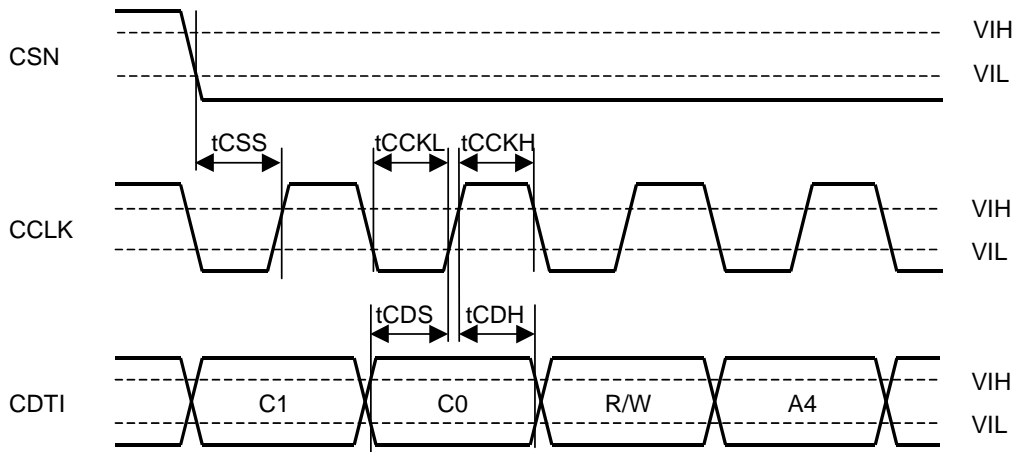 VIH
CSN
VIL
tCSS tCCKL tCCKH
VIH
CCLK
VIL
tCDS tCDH
VIH
CDTI C1 C0 R/W A4
VIL